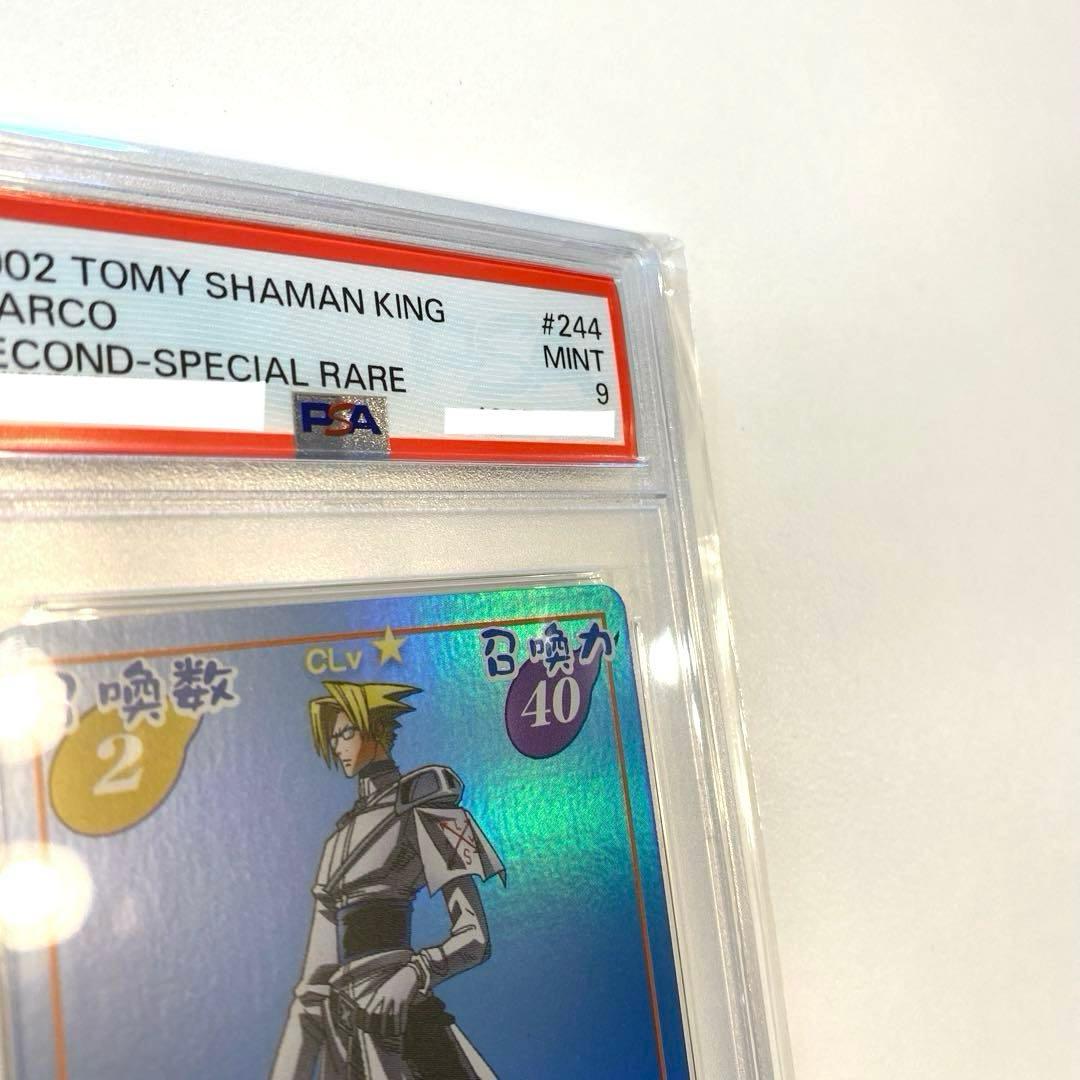 002 TOMY SHAMAN KING
#244
ARCO
MINT
ECOND-SPECIAL RARE
9
PSA
召喚数
CLv
召喚力
2
40
S